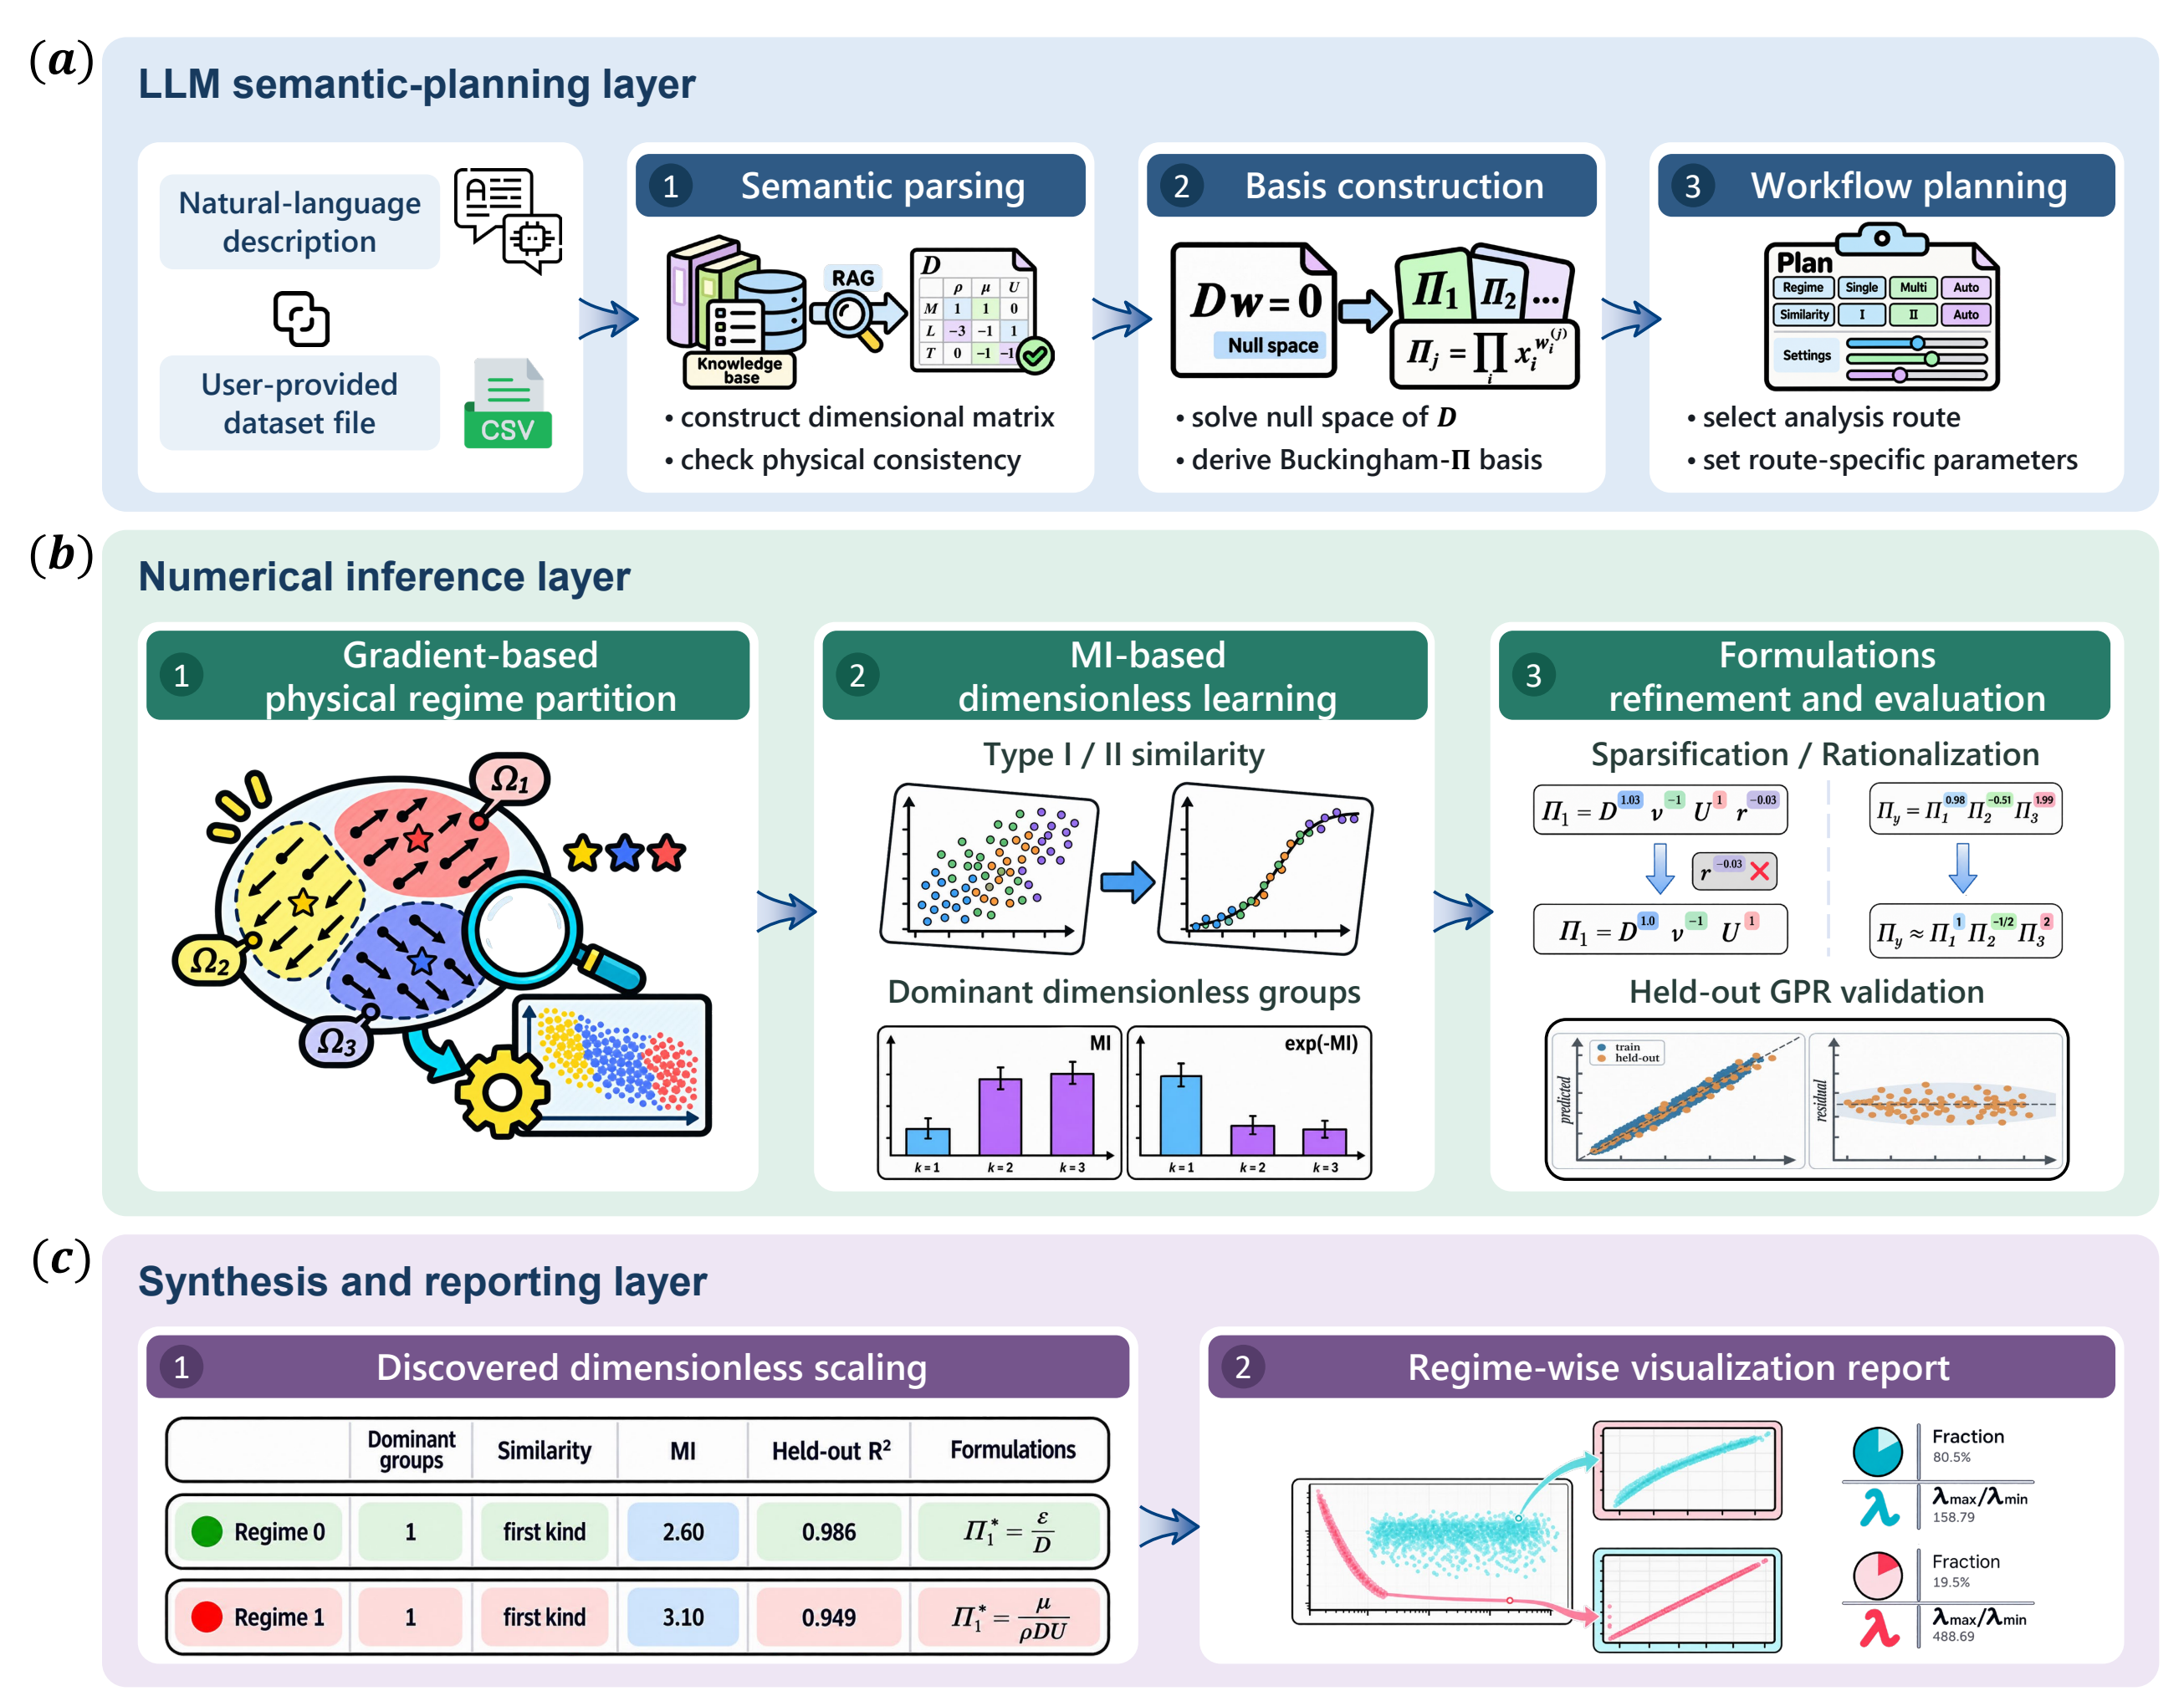 (a)
LLM semantic-planning layer
Natural-language
description
User-provided
dataset file
CSV
1 Semantic parsing
Knowledge
base
RAG
D
ρ μ U
M 1 1 0
L −3 −1 1
T 0 −1 −1
• construct dimensional matrix
• check physical consistency
2 Basis construction
Dw = 0
Null space
Π₁ Π₂ ...
Πⱼ = ∏ᵢ xᵢ^{wᵢ^{(j)}}
• solve null space of D
• derive Buckingham-Π basis
3 Workflow planning
Plan
Regime Single Multi Auto
Similarity I II Auto
Settings
• select analysis route
• set route-specific parameters
(b)
Numerical inference layer
1 Gradient-based
physical regime partition
Ω₁
Ω₂
Ω₃
2 MI-based
dimensionless learning
Type I / II similarity
Dominant dimensionless groups
MI
k = 1 k = 2 k = 3
exp(-MI)
k = 1 k = 2 k = 3
3 Formulations
refinement and evaluation
Sparsification / Rationalization
Π₁ = D^{1.03} ν^{−1} U^{1} r^{−0.03}
r^{−0.03}
Π₁ = D^{1.0} ν^{−1} U^{1}
Π_y = Π₁^{0.98} Π₂^{-0.51} Π₃^{1.99}
Π_y ≈ Π₁^{1} Π₂^{-1/2} Π₃^{2}
Held-out GPR validation
train
held-out
predicted
residual
(c)
Synthesis and reporting layer
1 Discovered dimensionless scaling
Dominant
groups Similarity MI Held-out R² Formulations
Regime 0 1 first kind 2.60 0.986 Π₁* = ε/D
Regime 1 1 first kind 3.10 0.949 Π₁* = μ/ρDU
2 Regime-wise visualization report
Fraction
80.5%
λ λmax/λmin
158.79
Fraction
19.5%
λ λmax/λmin
488.69